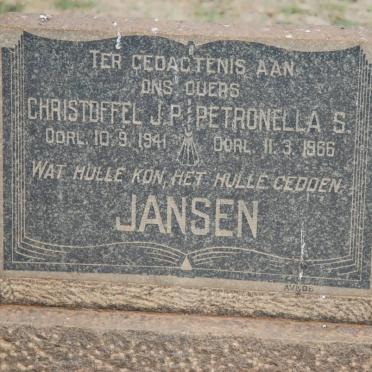 TER GEDAGTENIS AAN
ONS OUERS
CHRISTOFFEL J.P. PETRONELLA S.
OORL. 10.9.1941 OORL. 11.3.1966
WAT HULLE KON, HET HULLE GEDOEN.
JANSEN